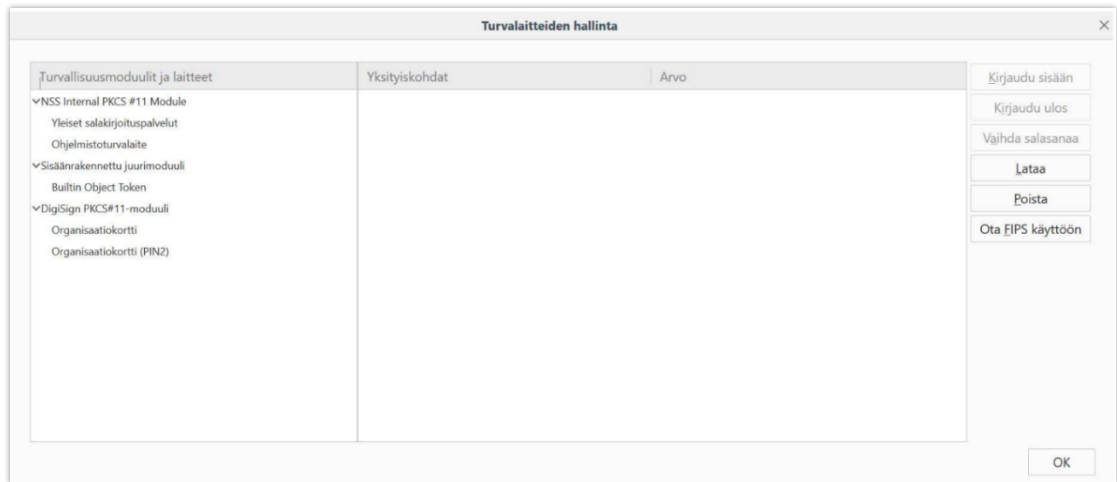 Turvalaitteiden hallinta
Turvallisuusmoduulit ja laitteet
Yksityiskohdat
Arvo
NSS Internal PKCS #11 Module
Yleiset salakirjoituspalvelut
Ohjelmistoturvalaite
Sisäänrakennettu juurimoduuli
Builtin Object Token
DigiSign PKCS#11-moduuli
Organisaatiokortti
Organisaatiokortti (PIN2)
Kirjaudu sisään
Kirjaudu ulos
Vaihda salasanaa
Lataa
Poista
Ota FIPS käyttöön
OK